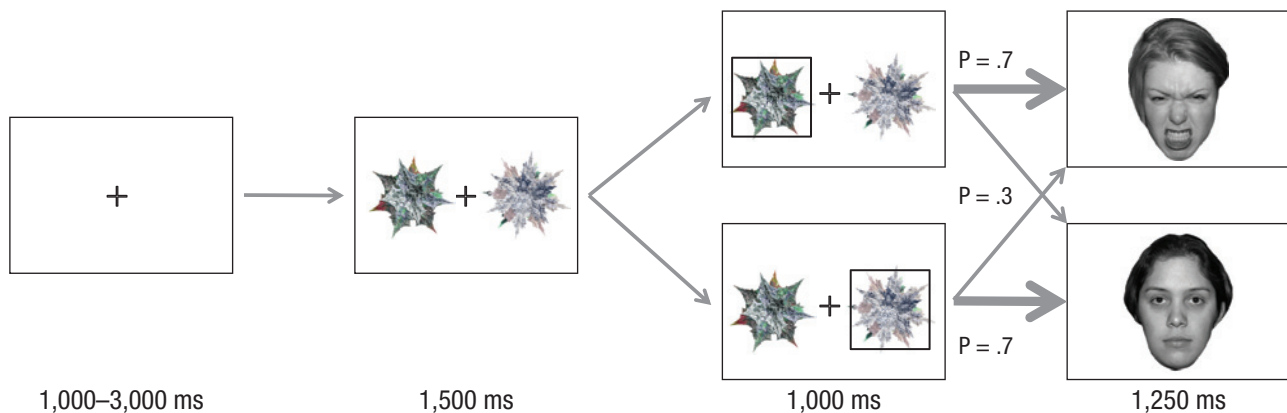 P = .7
P = .3
P = .7
1,000–3,000 ms
1,500 ms
1,000 ms
1,250 ms